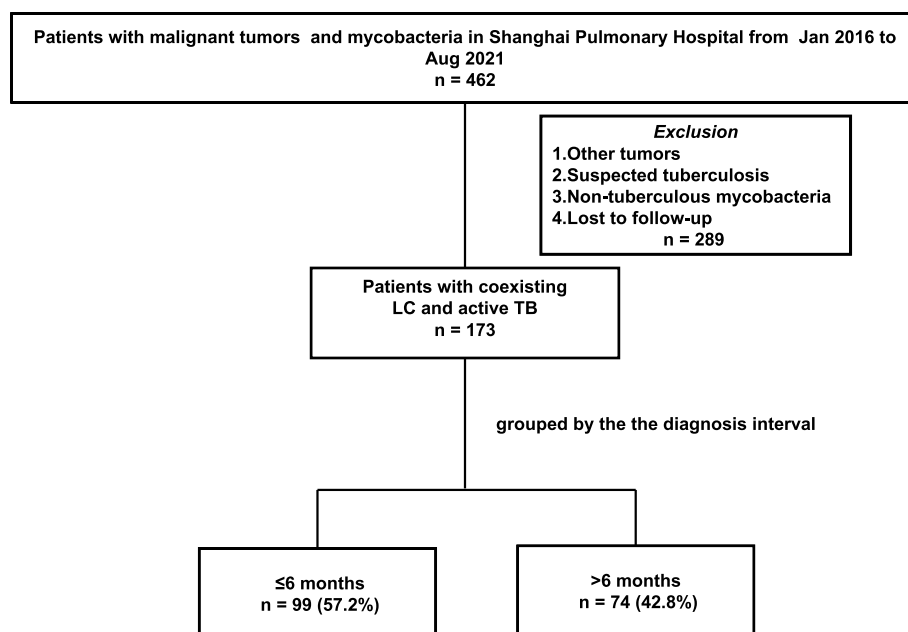 Patients with malignant tumors and mycobacteria in Shanghai Pulmonary Hospital from Jan 2016 to
Aug 2021
n = 462
Exclusion
1.Other tumors
2.Suspected tuberculosis
3.Non-tuberculous mycobacteria
4.Lost to follow-up
n = 289
Patients with coexisting
LC and active TB
n = 173
grouped by the the diagnosis interval
≤6 months
n = 99 (57.2%)
>6 months
n = 74 (42.8%)